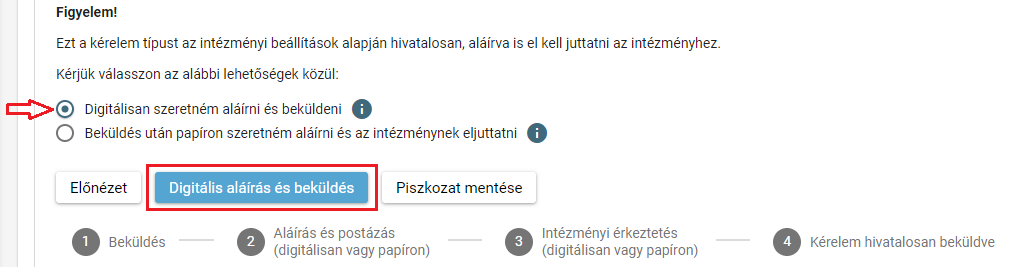 Figyelem!
Ezt a kérelem típust az intézményi beállítások alapján hivatalosan, aláírva is el kell juttatni az intézményhez.
Kérjük válasszon az alábbi lehetőségek közül:
Digitálisan szeretném aláírni és beküldeni i
Beküldés után papíron szeretném aláírni és az intézménynek eljuttatni i
Előnézet Digitális aláírás és beküldés Piszkozat mentése
1 Beküldés 2 Aláírás és postázás 3 Intézményi érkeztetés 4 Kérelem hivatalosan beküldve
(digitálisan vagy papíron) (digitálisan vagy papíron)